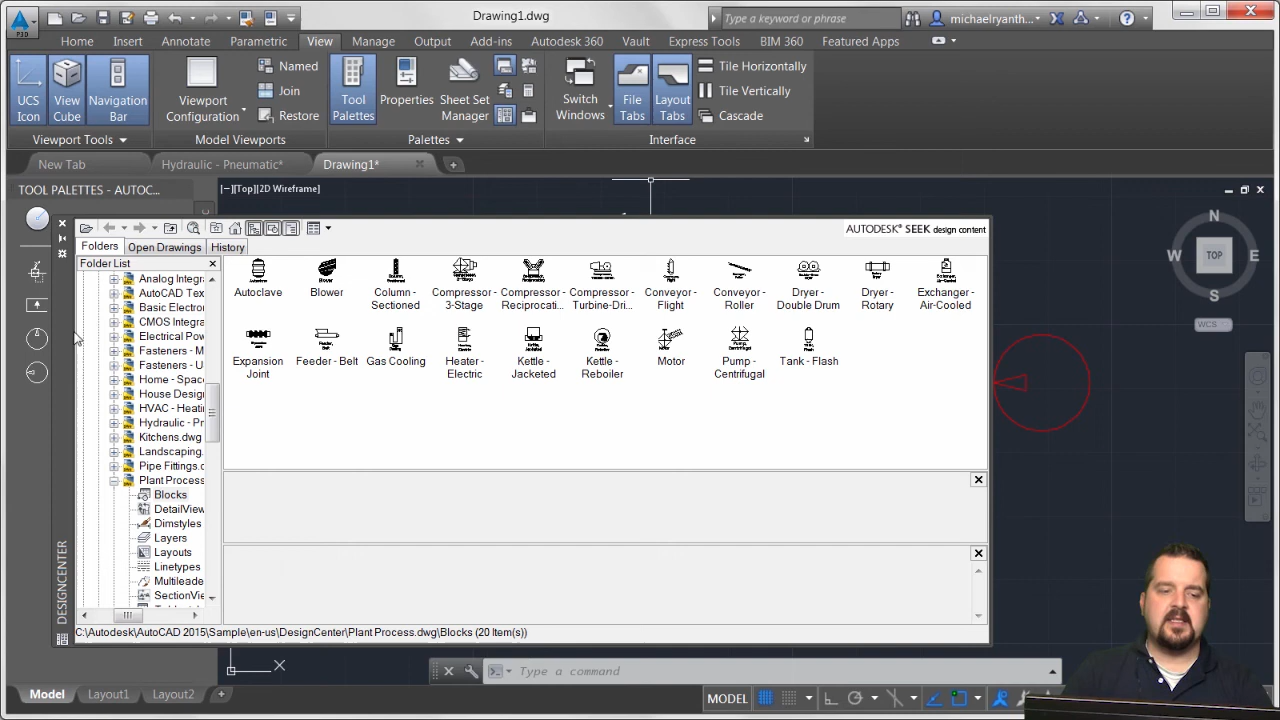 P3D
Drawing1.dwg
Type a keyword or phrase
michaelryanth...
Home Insert Annotate Parametric View Manage Output Add-ins Autodesk 360 Vault Express Tools BIM 360 Featured Apps
UCS Icon
View Cube
Navigation Bar
Viewport Configuration
Named
Join
Restore
Tool Palettes
Properties
Sheet Set Manager
Switch Windows
File Tabs
Layout Tabs
Tile Horizontally
Tile Vertically
Cascade
Viewport Tools Model Viewports Palettes Interface
New Tab Hydraulic - Pneumatic* Drawing1*
TOOL PALETTES - AUTOC...
[−][Top][2D Wireframe]
AUTODESK® SEEK design content
Folders Open Drawings History
Folder List
Analog Integra
AutoCAD Tex
Basic Electron
CMOS Integra
Electrical Pow
Fasteners - M
Fasteners - U
Home - Space
House Design
HVAC - Heati
Hydraulic - Pn
Kitchens.dwg
Landscaping.
Pipe Fittings.c
Plant Process
Blocks
DetailView
Dimstyles
Layers
Layouts
Linetypes
Multileade
SectionVie
Autoclave
Blower
Column - Sectioned
Compressor - 3-Stage
Compressor - Reciprocati...
Compressor - Turbine-Dri...
Conveyor - Flight
Conveyor - Roller
Dryer - Double Drum
Dryer - Rotary
Exchanger - Air-Cooled
Expansion Joint
Feeder - Belt
Gas Cooling
Heater - Electric
Kettle - Jacketed
Kettle - Reboiler
Motor
Pump - Centrifugal
Tank - Flash
DESIGNCENTER
C:\Autodesk\AutoCAD 2015\Sample\en-us\DesignCenter\Plant Process.dwg\Blocks (20 Item(s))
N
W TOP E
S
WCS
X
Type a command
Model Layout1 Layout2
MODEL